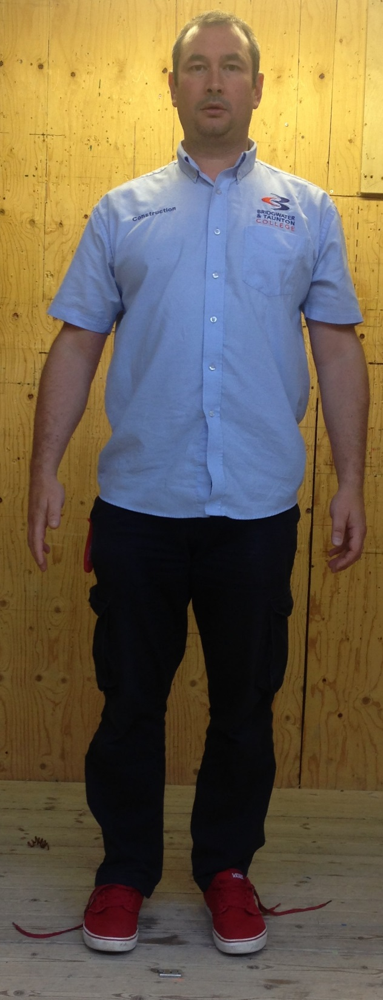 Construction
BRIDGWATER
& TAUNTON
COLLEGE
VANS